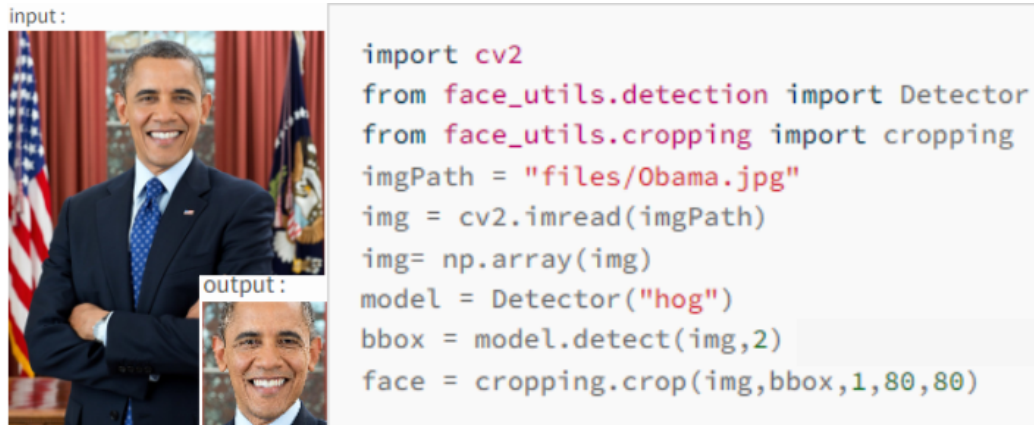 input :
output :
import cv2
from face_utils.detection import Detector
from face_utils.cropping import cropping
imgPath = "files/Obama.jpg"
img = cv2.imread(imgPath)
img= np.array(img)
model = Detector("hog")
bbox = model.detect(img,2)
face = cropping.crop(img,bbox,1,80,80)